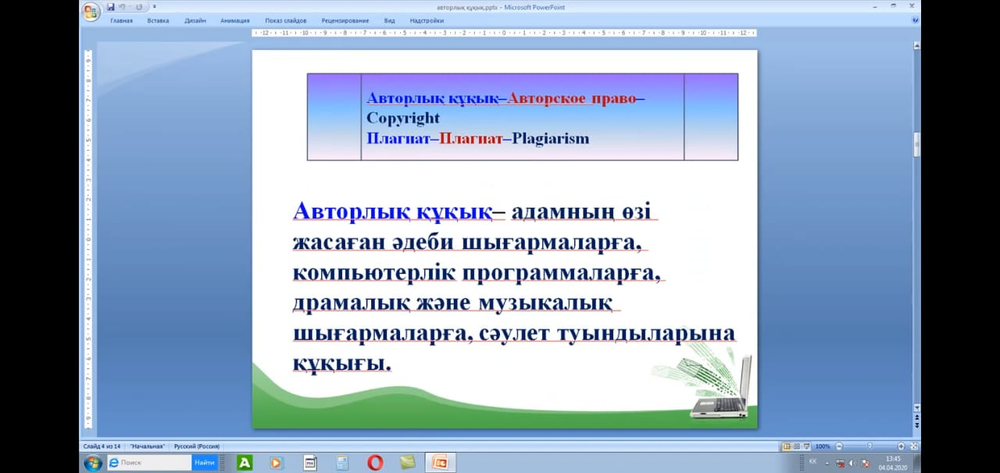 авторлық құқық.pptx - Microsoft PowerPoint
Главная Вставка Дизайн Анимация Показ слайдов Рецензирование Вид Надстройки
Авторлық құқық–Авторское право–
Copyright
Плагиат–Плагиат–Plagiarism
Авторлық құқық– адамның өзі
жасаған әдеби шығармаларға,
компьютерлік программаларға,
драмалық және музыкалық
шығармаларға, сәулет туындыларына
құқығы.
Слайд 4 из 14 "Начальная" Русский (Россия) 100%
Поиск Найти KK 13:45
04.04.2020